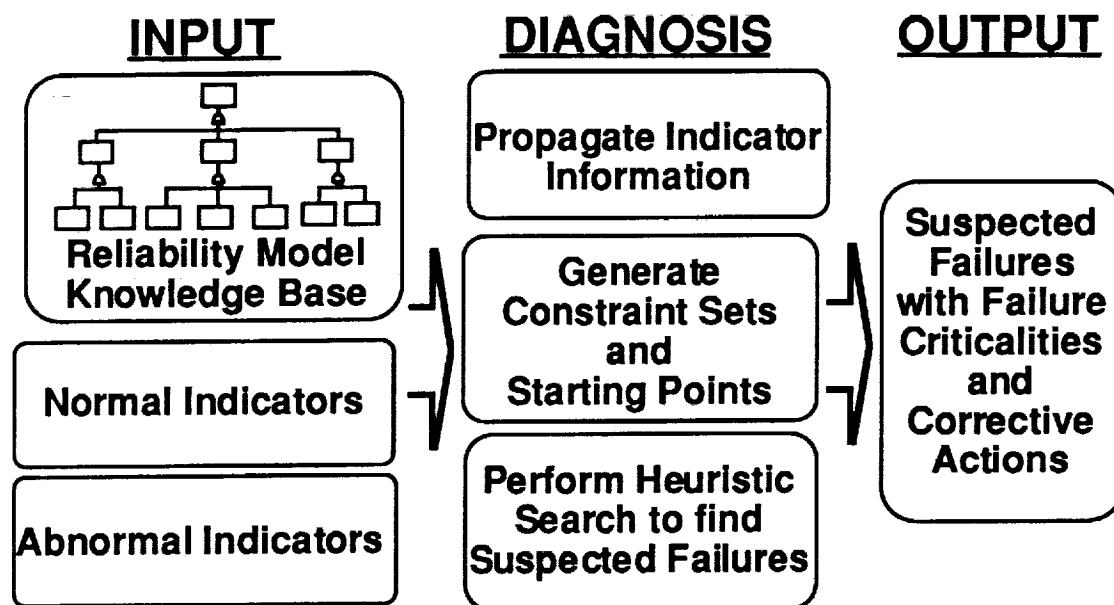 INPUT
Reliability Model
Knowledge Base
Normal Indicators
Abnormal Indicators
DIAGNOSIS
Propagate Indicator
Information
Generate
Constraint Sets
and
Starting Points
Perform Heuristic
Search to find
Suspected Failures
OUTPUT
Suspected
Failures
with Failure
Criticalities
and
Corrective
Actions